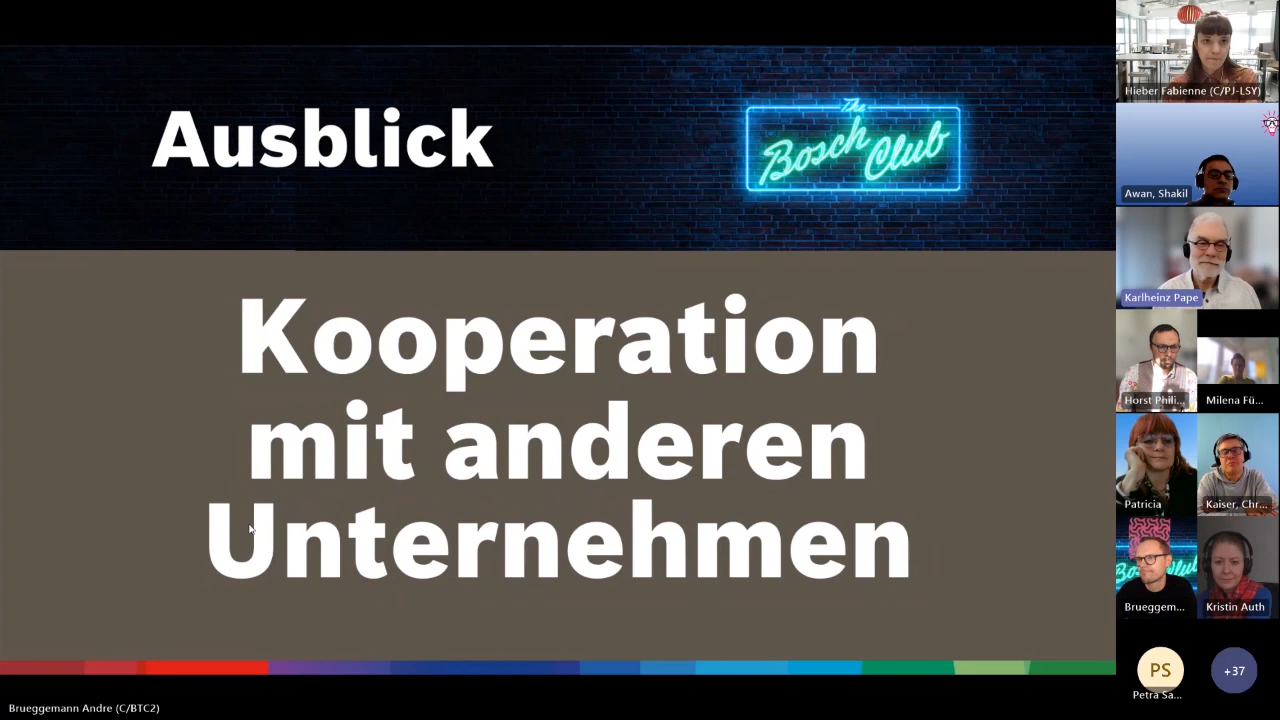 Ausblick
The
Bosch Club
Kooperation
mit anderen
Unternehmen
Brueggemann Andre (C/BTC2)
Hieber Fabienne (C/PJ-LSY)
Awan, Shakil
Karlheinz Pape
Horst Phili...
Milena Fü...
Patricia
Kaiser, Chr...
Brueggem...
Kristin Auth
PS
Petra Sa...
+37